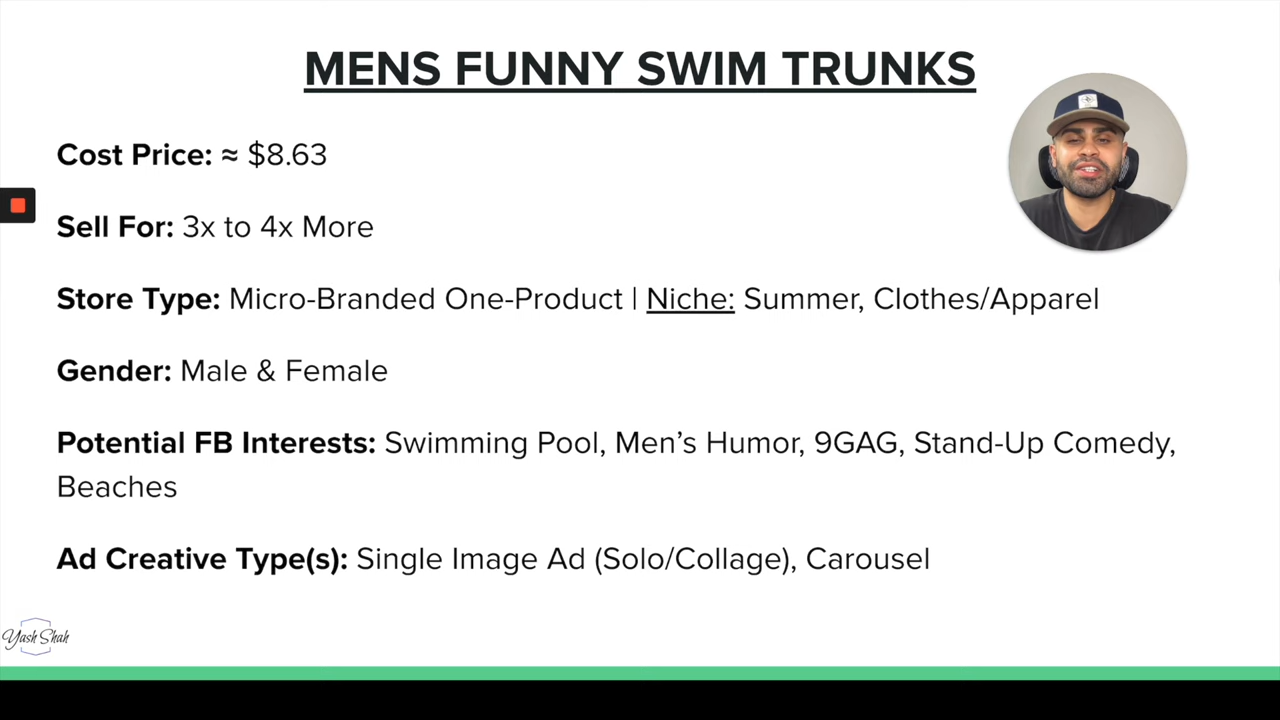 MENS FUNNY SWIM TRUNKS
Cost Price: ≈ $8.63
Sell For: 3x to 4x More
Store Type: Micro-Branded One-Product | Niche: Summer, Clothes/Apparel
Gender: Male & Female
Potential FB Interests: Swimming Pool, Men’s Humor, 9GAG, Stand-Up Comedy,
Beaches
Ad Creative Type(s): Single Image Ad (Solo/Collage), Carousel
Yash Shah